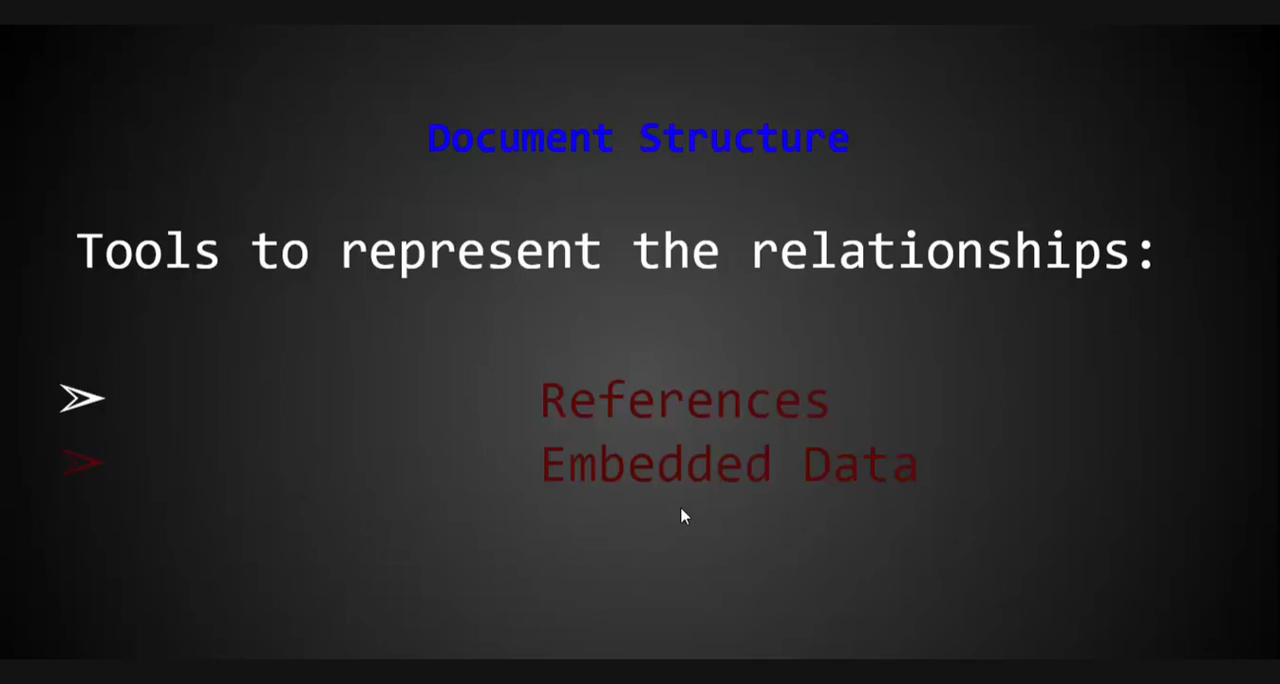 Document Structure
Tools to represent the relationships:
➢ References
➢ Embedded Data